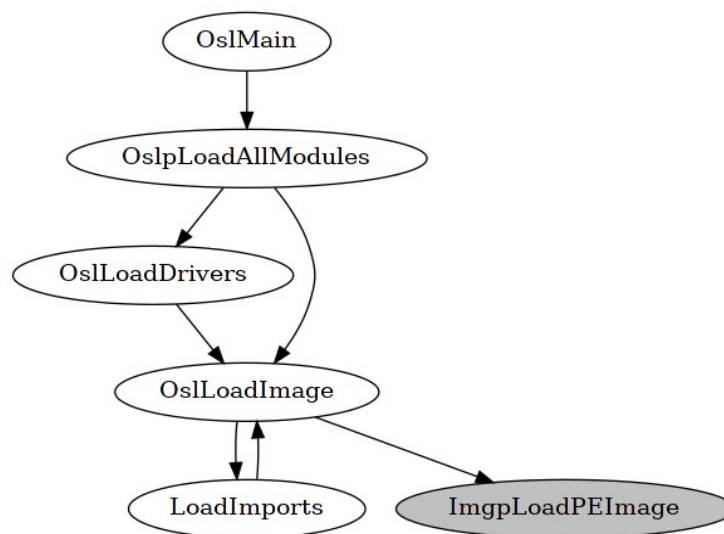 OslMain
OslpLoadAllModules
OslLoadDrivers
OslLoadImage
LoadImports
ImgpLoadPEImage